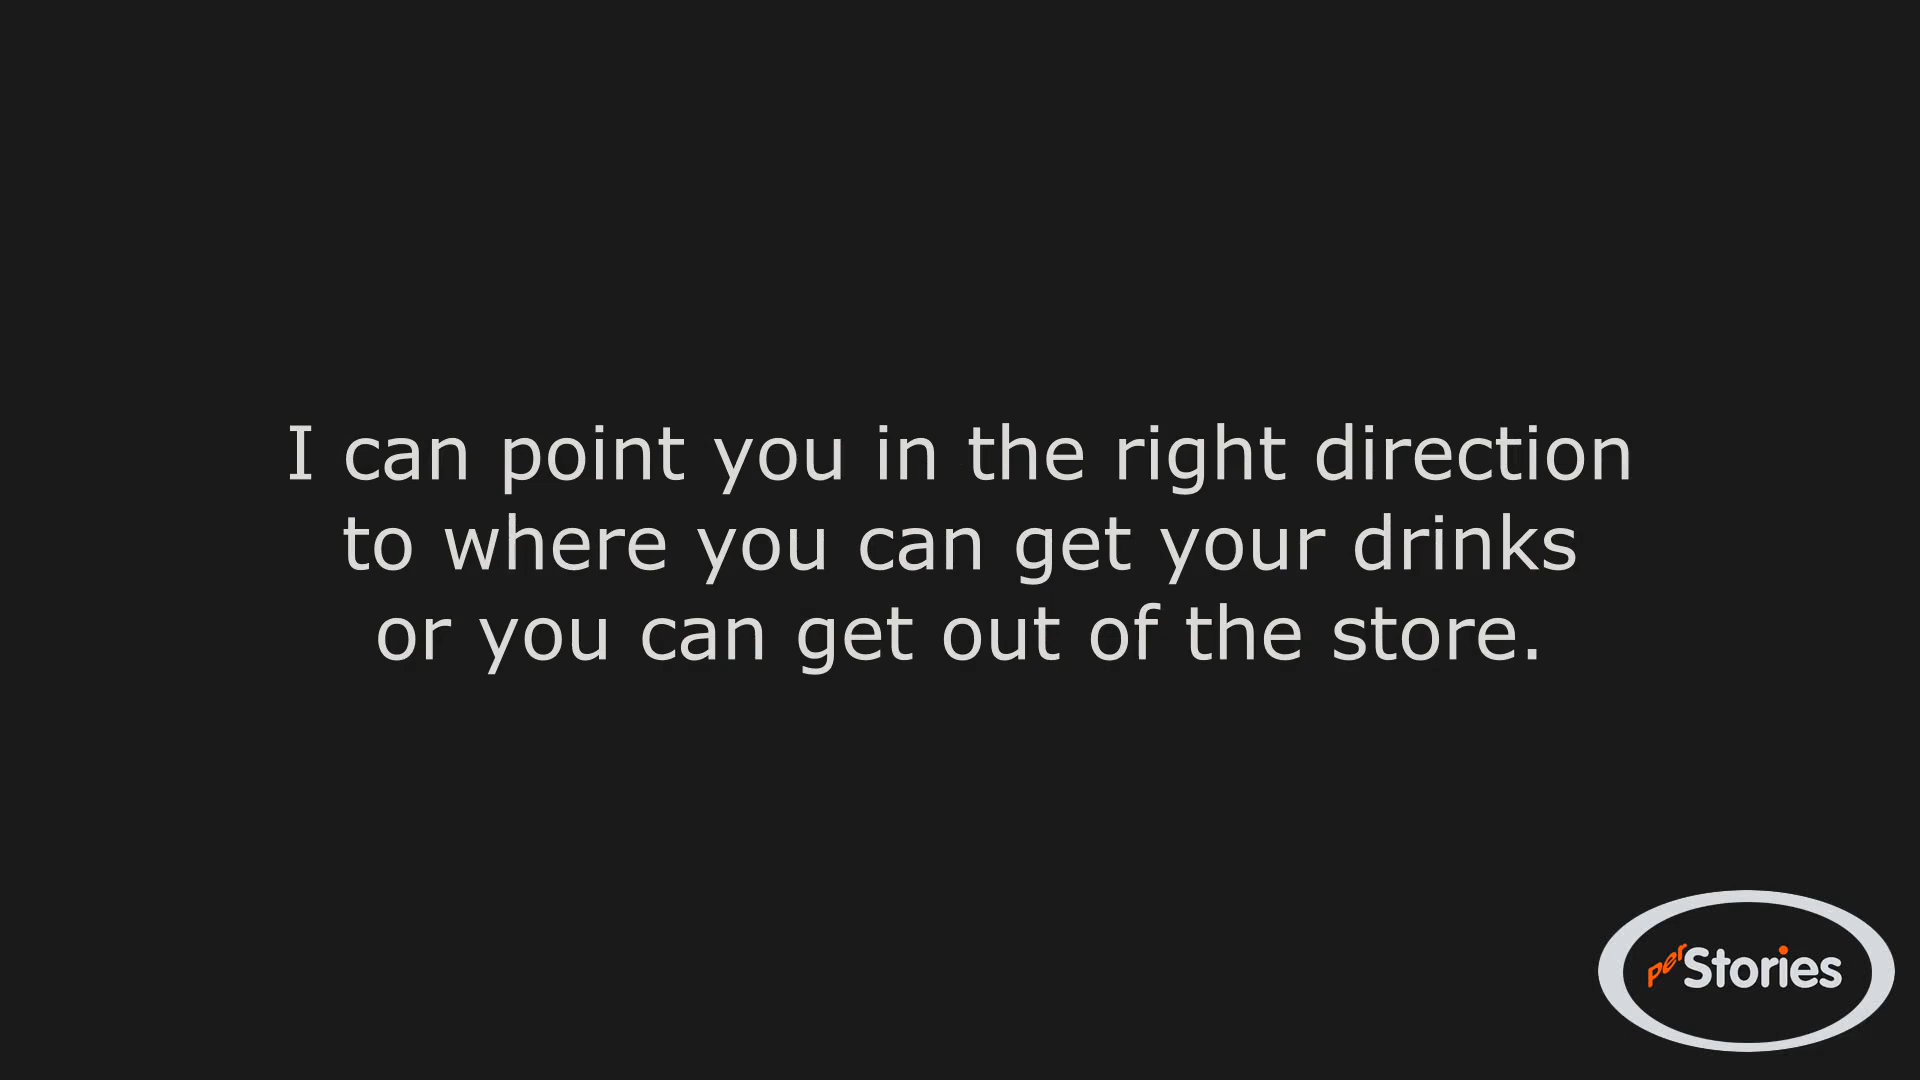 I can point you in the right direction
to where you can get your drinks
or you can get out of the store.
perStories